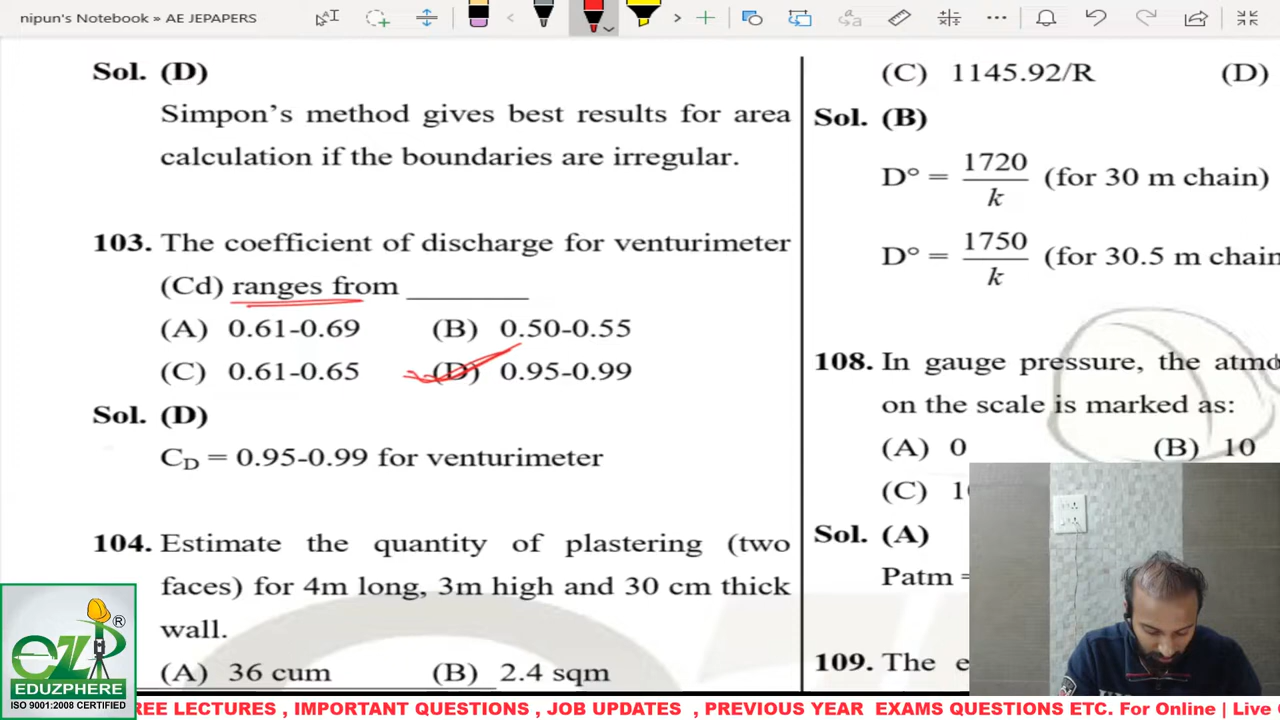 nipun's Notebook » AE JEPAPERS
Sol. (D)
Simpon's method gives best results for area
calculation if the boundaries are irregular.
103. The coefficient of discharge for venturimeter
(Cd) ranges from ________
(A) 0.61-0.69 (B) 0.50-0.55
(C) 0.61-0.65 (D) 0.95-0.99
Sol. (D)
CD = 0.95-0.99 for venturimeter
104. Estimate the quantity of plastering (two
faces) for 4m long, 3m high and 30 cm thick
wall.
(A) 36 cum (B) 2.4 sqm
(C) 1145.92/R (D)
Sol. (B)
D° = 1720/k (for 30 m chain)
D° = 1750/k (for 30.5 m chain
108. In gauge pressure, the
on the scale is marked as:
(A) 0 (B) 10
(C)
Sol. (A)
Patm =
109. The
EZ
®
EDUZPHERE
ISO 9001:2008 CERTIFIED
REE LECTURES , IMPORTANT QUESTIONS , JOB UPDATES , PREVIOUS YEAR EXAMS QUESTIONS ETC. For Online | Live